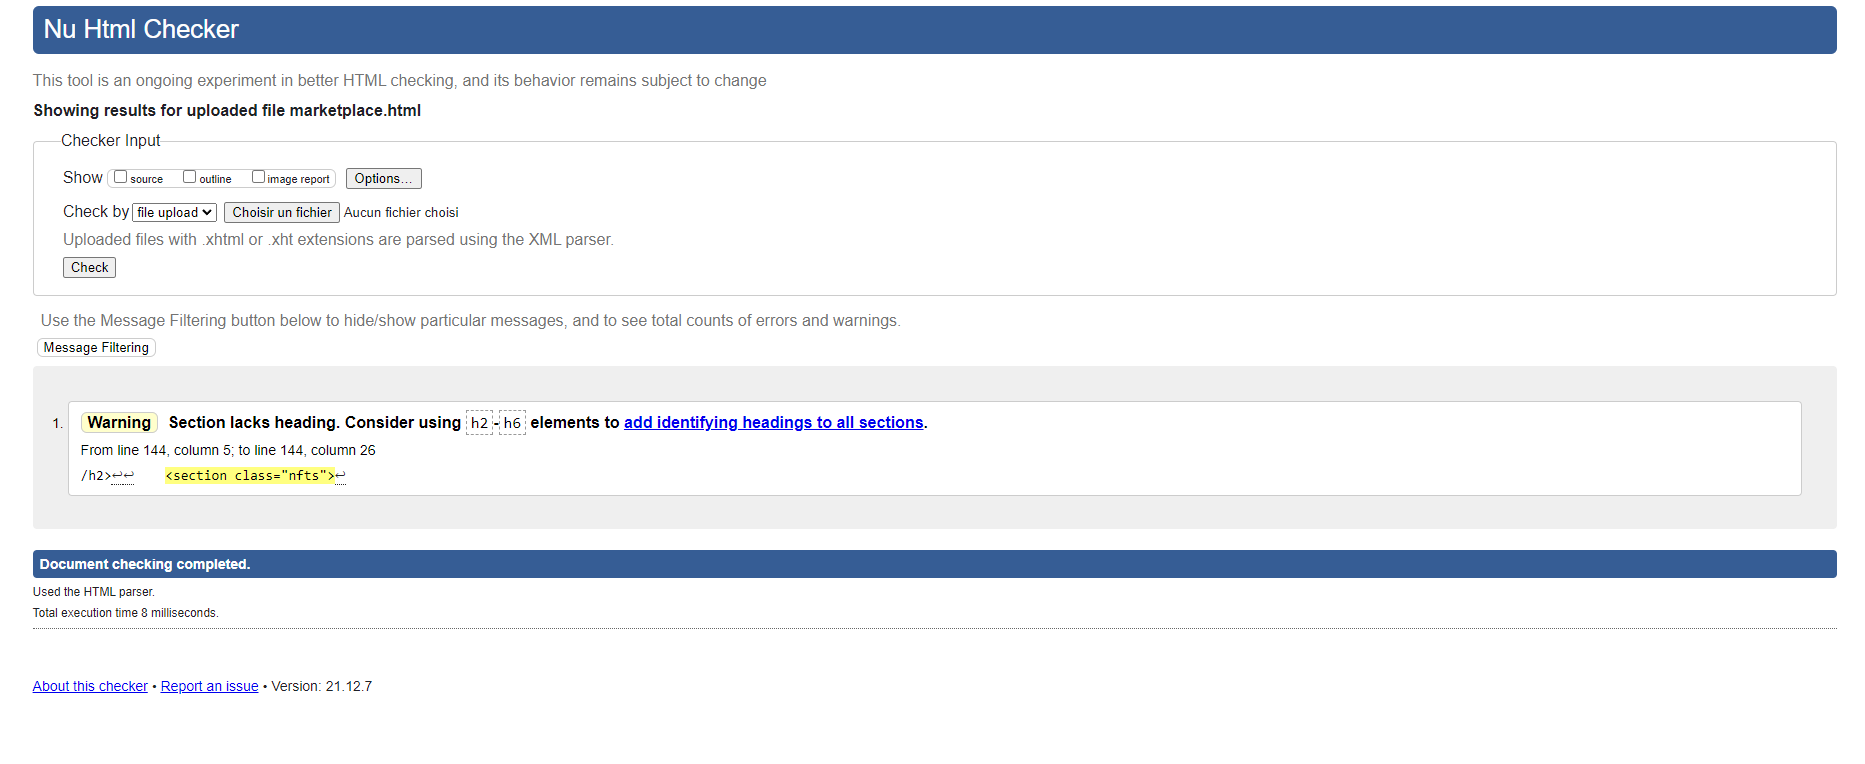 Nu Html Checker
This tool is an ongoing experiment in better HTML checking, and its behavior remains subject to change
Showing results for uploaded file marketplace.html
Checker Input
Show source outline image report Options...
Check by file upload Choisir un fichier Aucun fichier choisi
Uploaded files with .xhtml or .xht extensions are parsed using the XML parser.
Check
Use the Message Filtering button below to hide/show particular messages, and to see total counts of errors and warnings.
Message Filtering
1. Warning Section lacks heading. Consider using h2-h6 elements to add identifying headings to all sections.
From line 144, column 5; to line 144, column 26
/h2>↩↩ <section class="nfts">↩
Document checking completed.
Used the HTML parser.
Total execution time 8 milliseconds.
About this checker • Report an issue • Version: 21.12.7